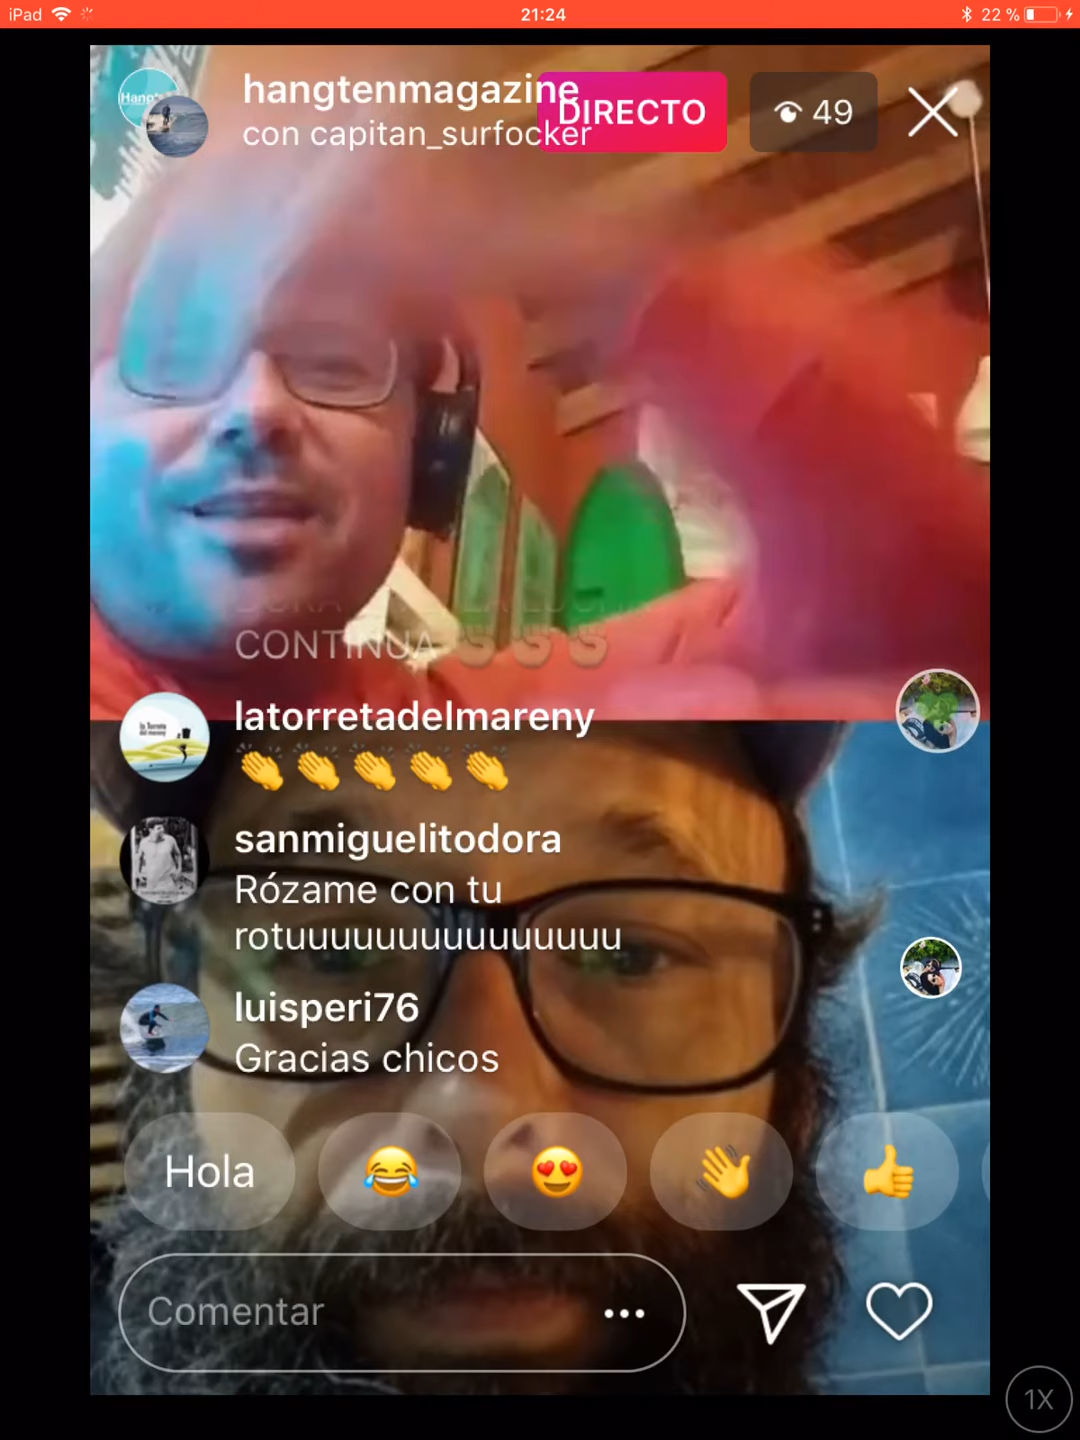 iPad 21:24 22 %
hangtenmagazine
con capitan_surfocker
DIRECTO
49
CONTINUA
latorretadelmareny
👏👏👏👏👏
sanmiguelitodora
Rózame con tu
rotuuuuuuuuuuuuuuu
luisperi76
Gracias chicos
Hola 😂 😍 👋 👍
Comentar
1X